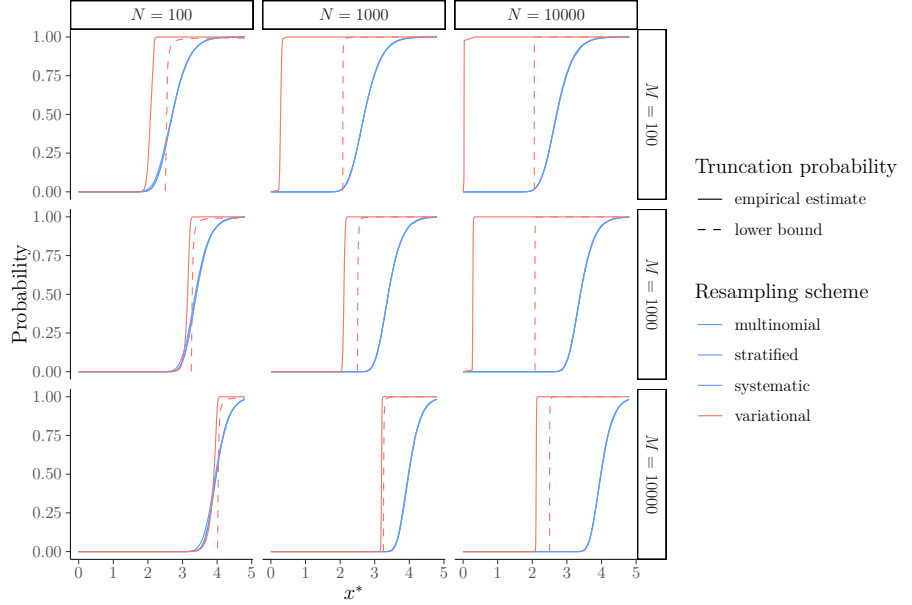 N = 100
N = 1000
N = 10000
1.00
0.75
0.50
0.25
0.00
M = 100
1.00
0.75
0.50
0.25
0.00
M = 1000
1.00
0.75
0.50
0.25
0.00
M = 10000
Probability
0 1 2 3 4 5
0 1 2 3 4 5
0 1 2 3 4 5
x*
Truncation probability
empirical estimate
lower bound
Resampling scheme
multinomial
stratified
systematic
variational